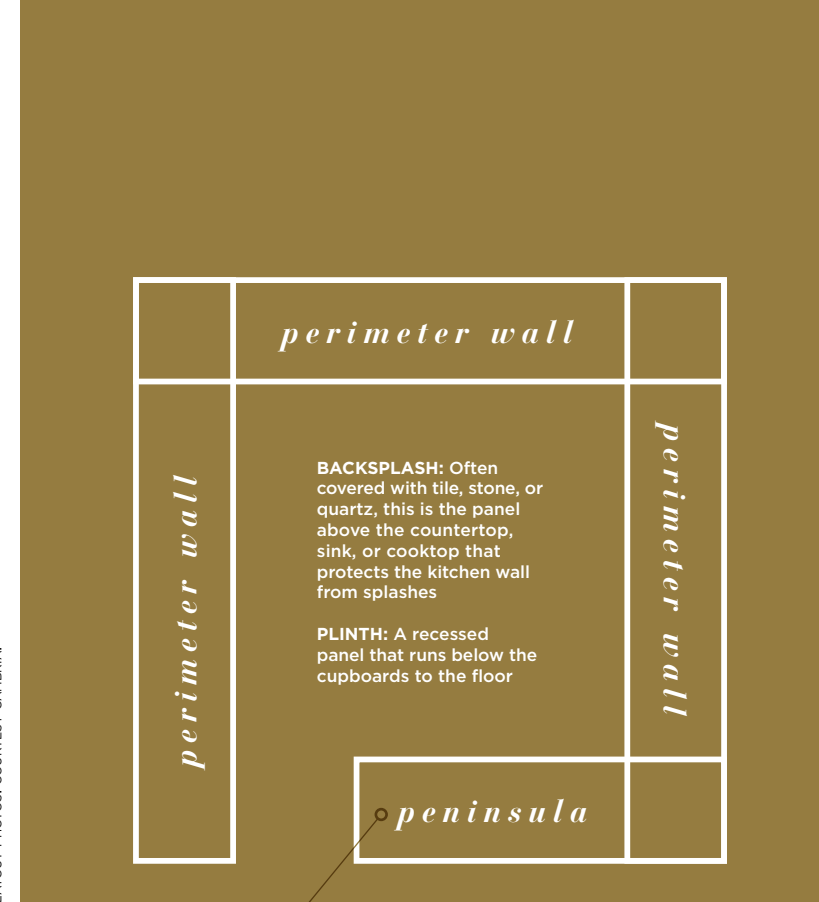 perimeter wall
perimeter wall
BACKSPLASH: Often
covered with tile, stone, or
quartz, this is the panel
above the countertop,
sink, or cooktop that
protects the kitchen wall
from splashes
PLINTH: A recessed
panel that runs below the
cupboards to the floor
perimeter wall
peninsula